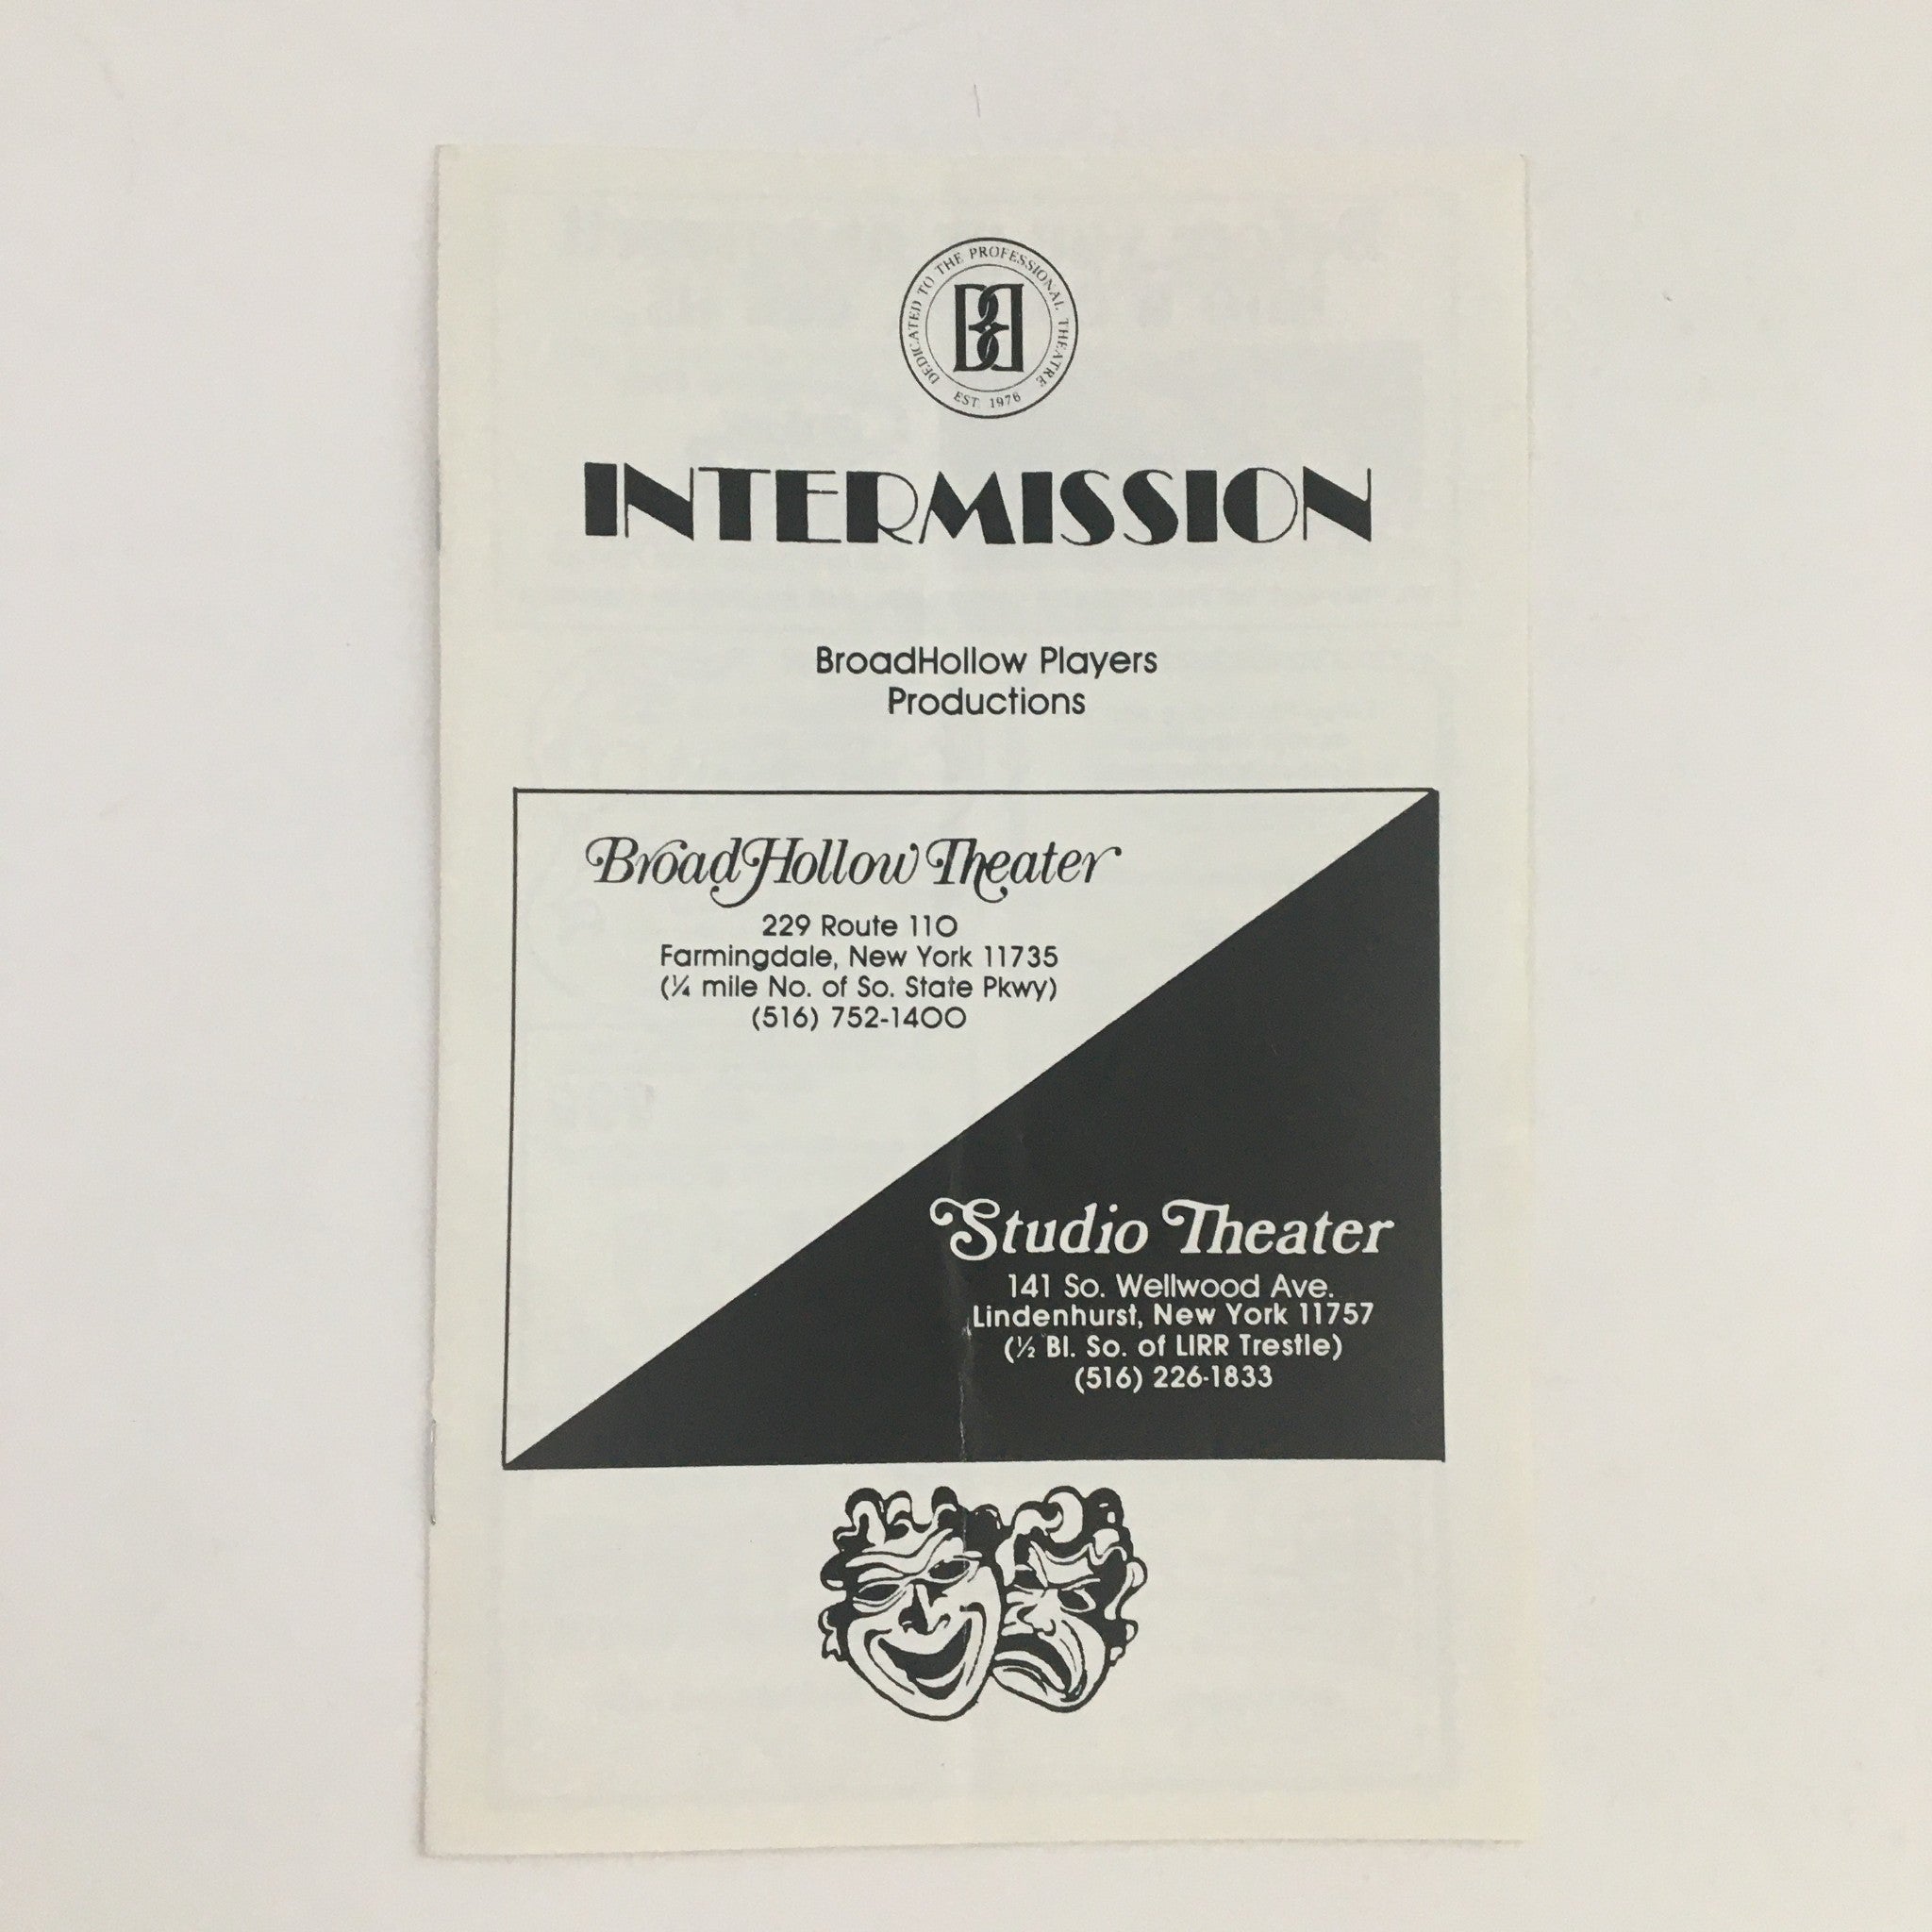 DEDICATED TO THE PROFESSIONAL THEATRE
EST. 1976
INTERMISSION
BroadHollow Players
Productions
BroadHollow Theater
229 Route 110
Farmingdale, New York 11735
(¼ mile No. of So. State Pkwy)
(516) 752-1400
Studio Theater
141 So. Wellwood Ave.
Lindenhurst, New York 11757
(½ Bl. So. of LIRR Trestle)
(516) 226-1833